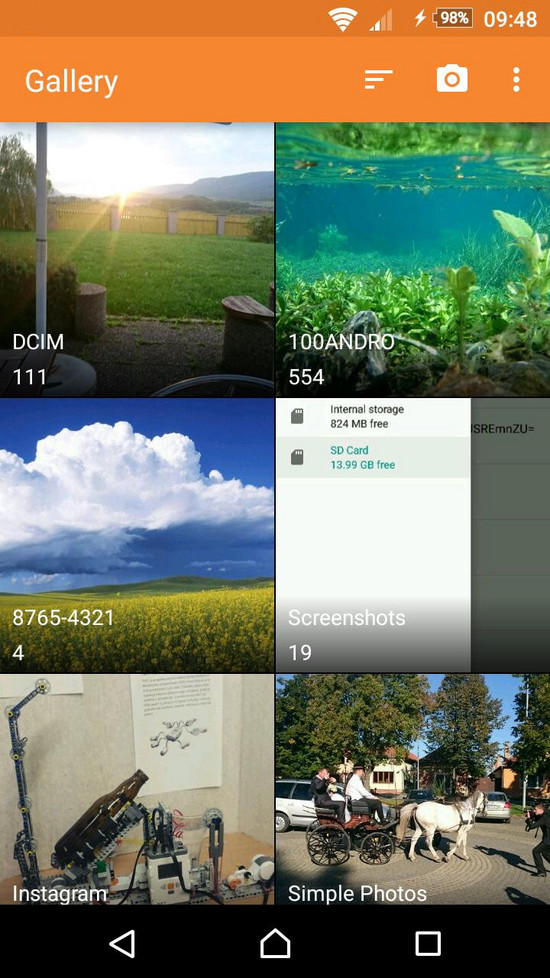 98% 09:48
Gallery
DCIM
111
100ANDRO
554
Internal storage
824 MB free
SD Card
13.99 GB free
JSREmnZU=
8765-4321
4
Screenshots
19
Instagram
Simple Photos